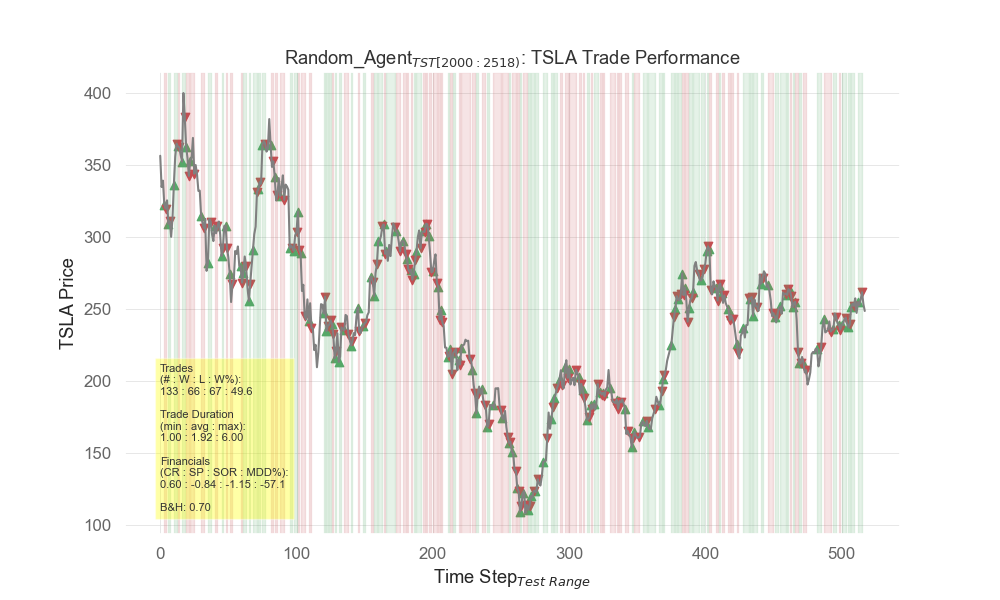 Random_Agent TST[2000:2518): TSLA Trade Performance
TSLA Price
400
350
300
250
200
150
100
Trades
(# : W : L : W%):
133 : 66 : 67 : 49.6
Trade Duration
(min : avg : max):
1.00 : 1.92 : 6.00
Financials
(CR : SP : SOR : MDD%):
0.60 : -0.84 : -1.15 : -57.1
B&H: 0.70
0 100 200 300 400 500
Time Step Test Range